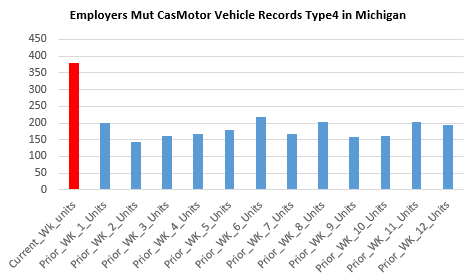 Employers Mut CasMotor Vehicle Records Type4 in Michigan
450
400
350
300
250
200
150
100
50
0
Current_Wk_units
Prior_WK_1_Units
Prior_WK_2_Units
Prior_WK_3_Units
Prior_WK_4_Units
Prior_WK_5_Units
Prior_WK_6_Units
Prior_WK_7_Units
Prior_WK_8_Units
Prior_WK_9_Units
Prior_WK_10_Units
Prior_WK_11_Units
Prior_WK_12_Units